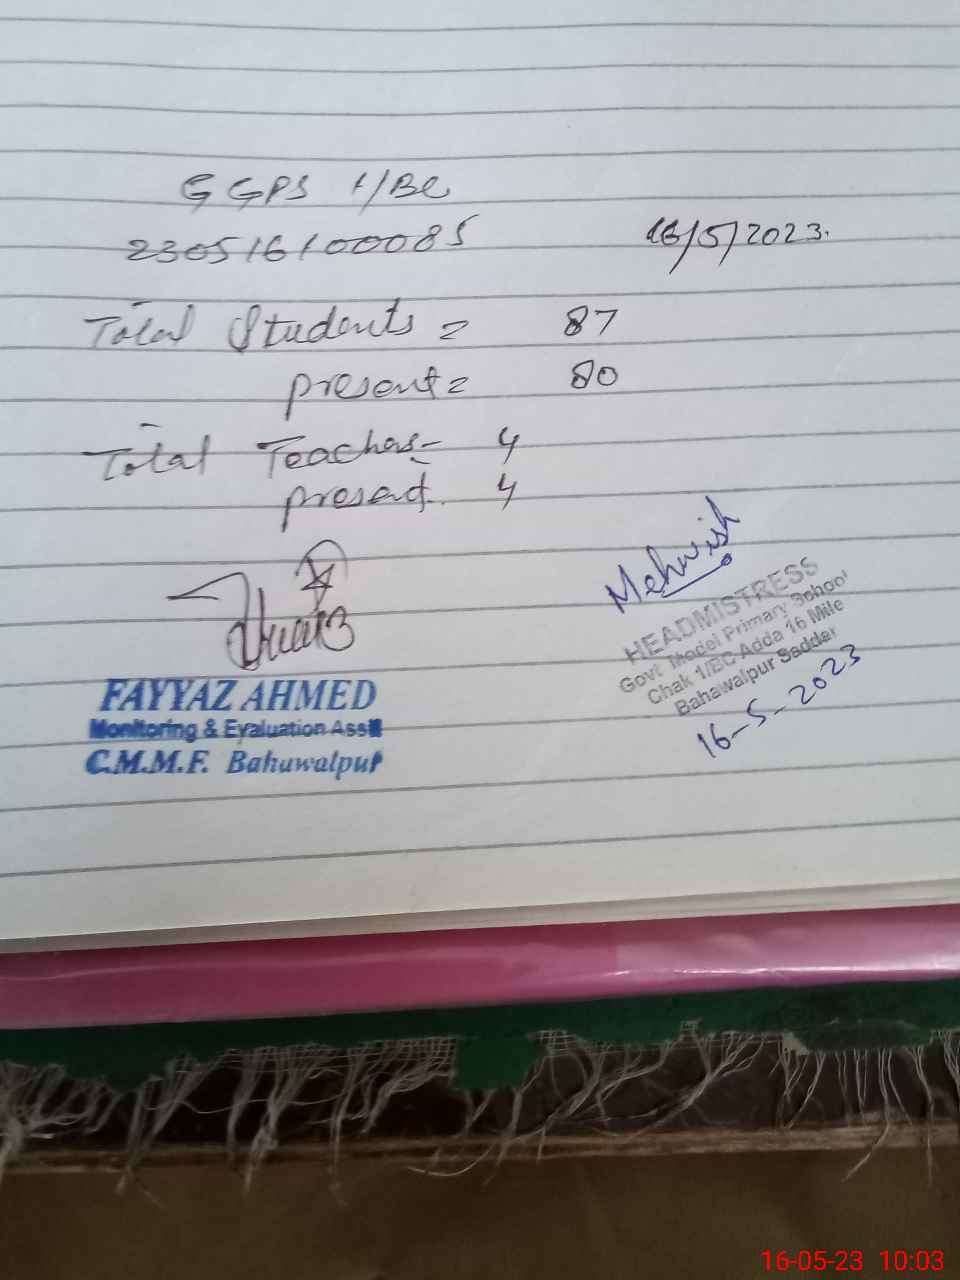 GGPS 1/BC
230516100085
16/5/2023.
Total Students = 87
present = 80
Total Teachers - 4
present. 4
Mehwish
HEADMISTRESS
Govt Model Primary School
Chak 1/BC Adda 16 Mile
Bahawalpur Saddar
16-5-2023
FAYYAZ AHMED
Monitoring & Evaluation Asstt
C.M.M.F. Bahawalpur
16-05-23 10:03